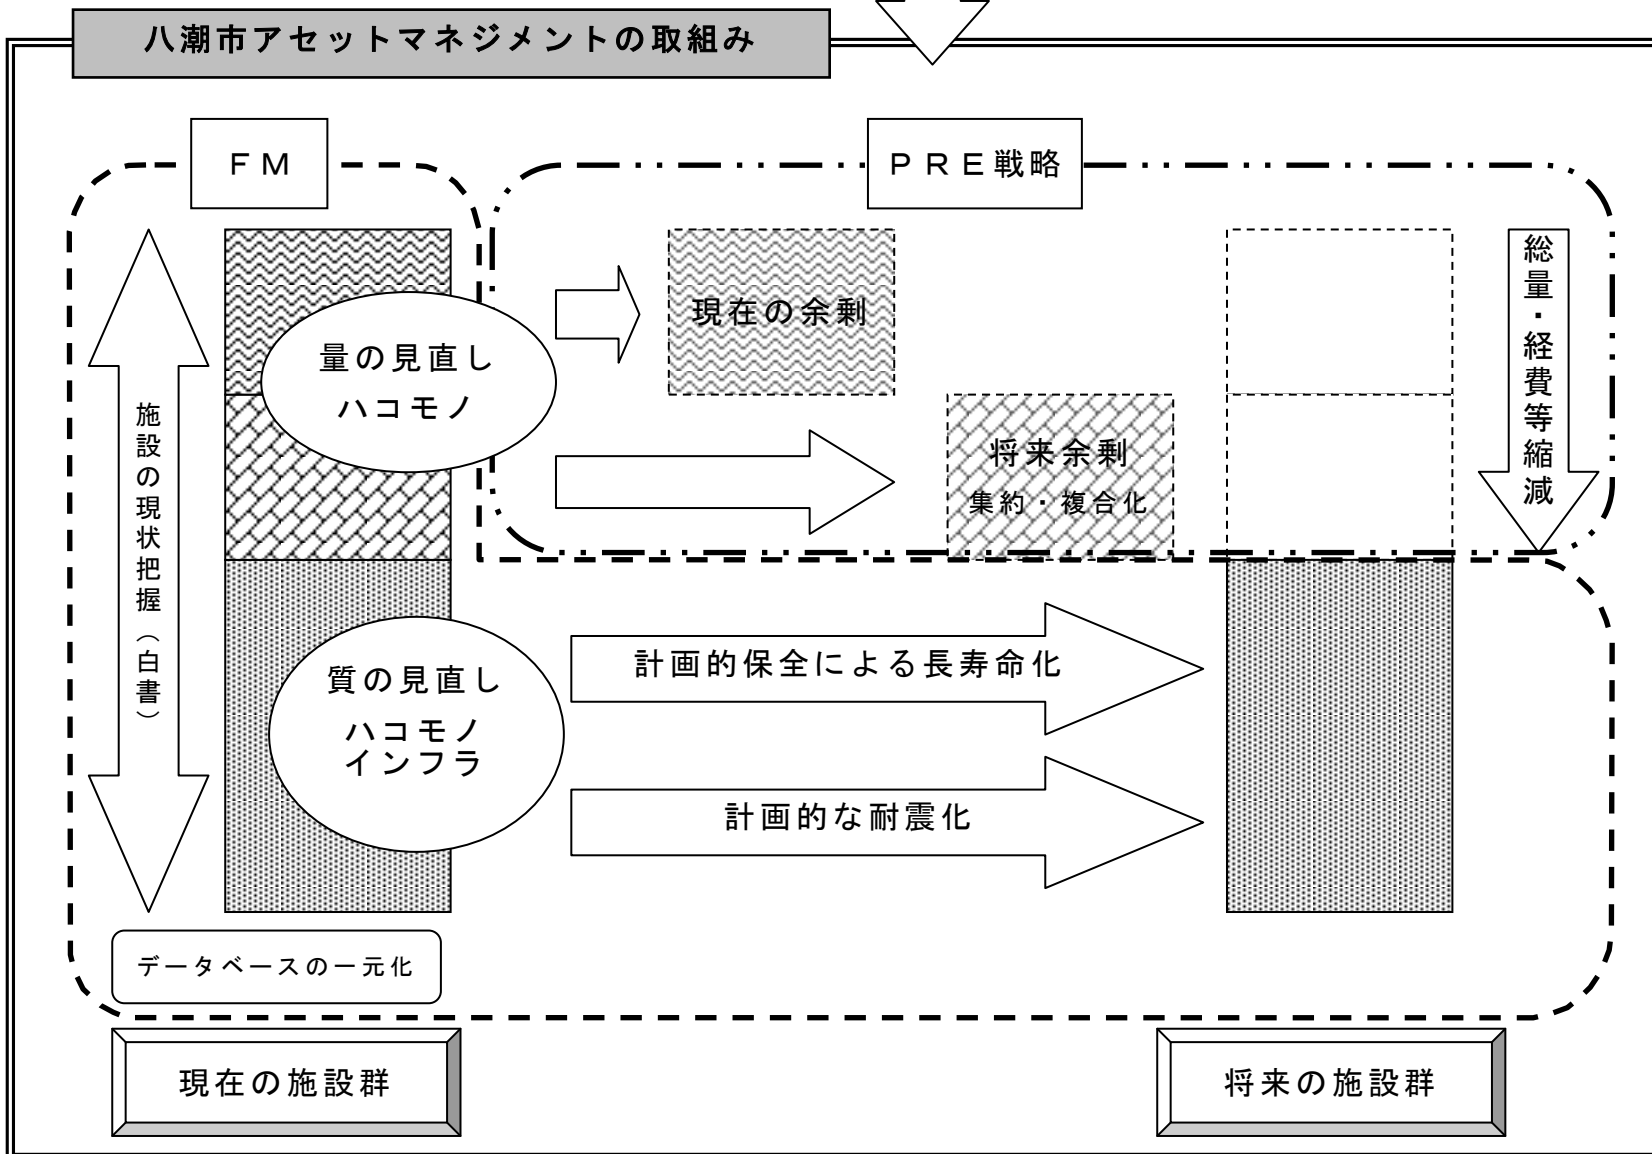 八潮市アセットマネジメントの取組み
ＦＭ
ＰＲＥ戦略
施設の現状把握（白書）
量の見直し
ハコモノ
現在の余剰
将来余剰
集約・複合化
総量・経費等縮減
質の見直し
ハコモノ
インフラ
計画的保全による長寿命化
計画的な耐震化
データベースの一元化
現在の施設群
将来の施設群